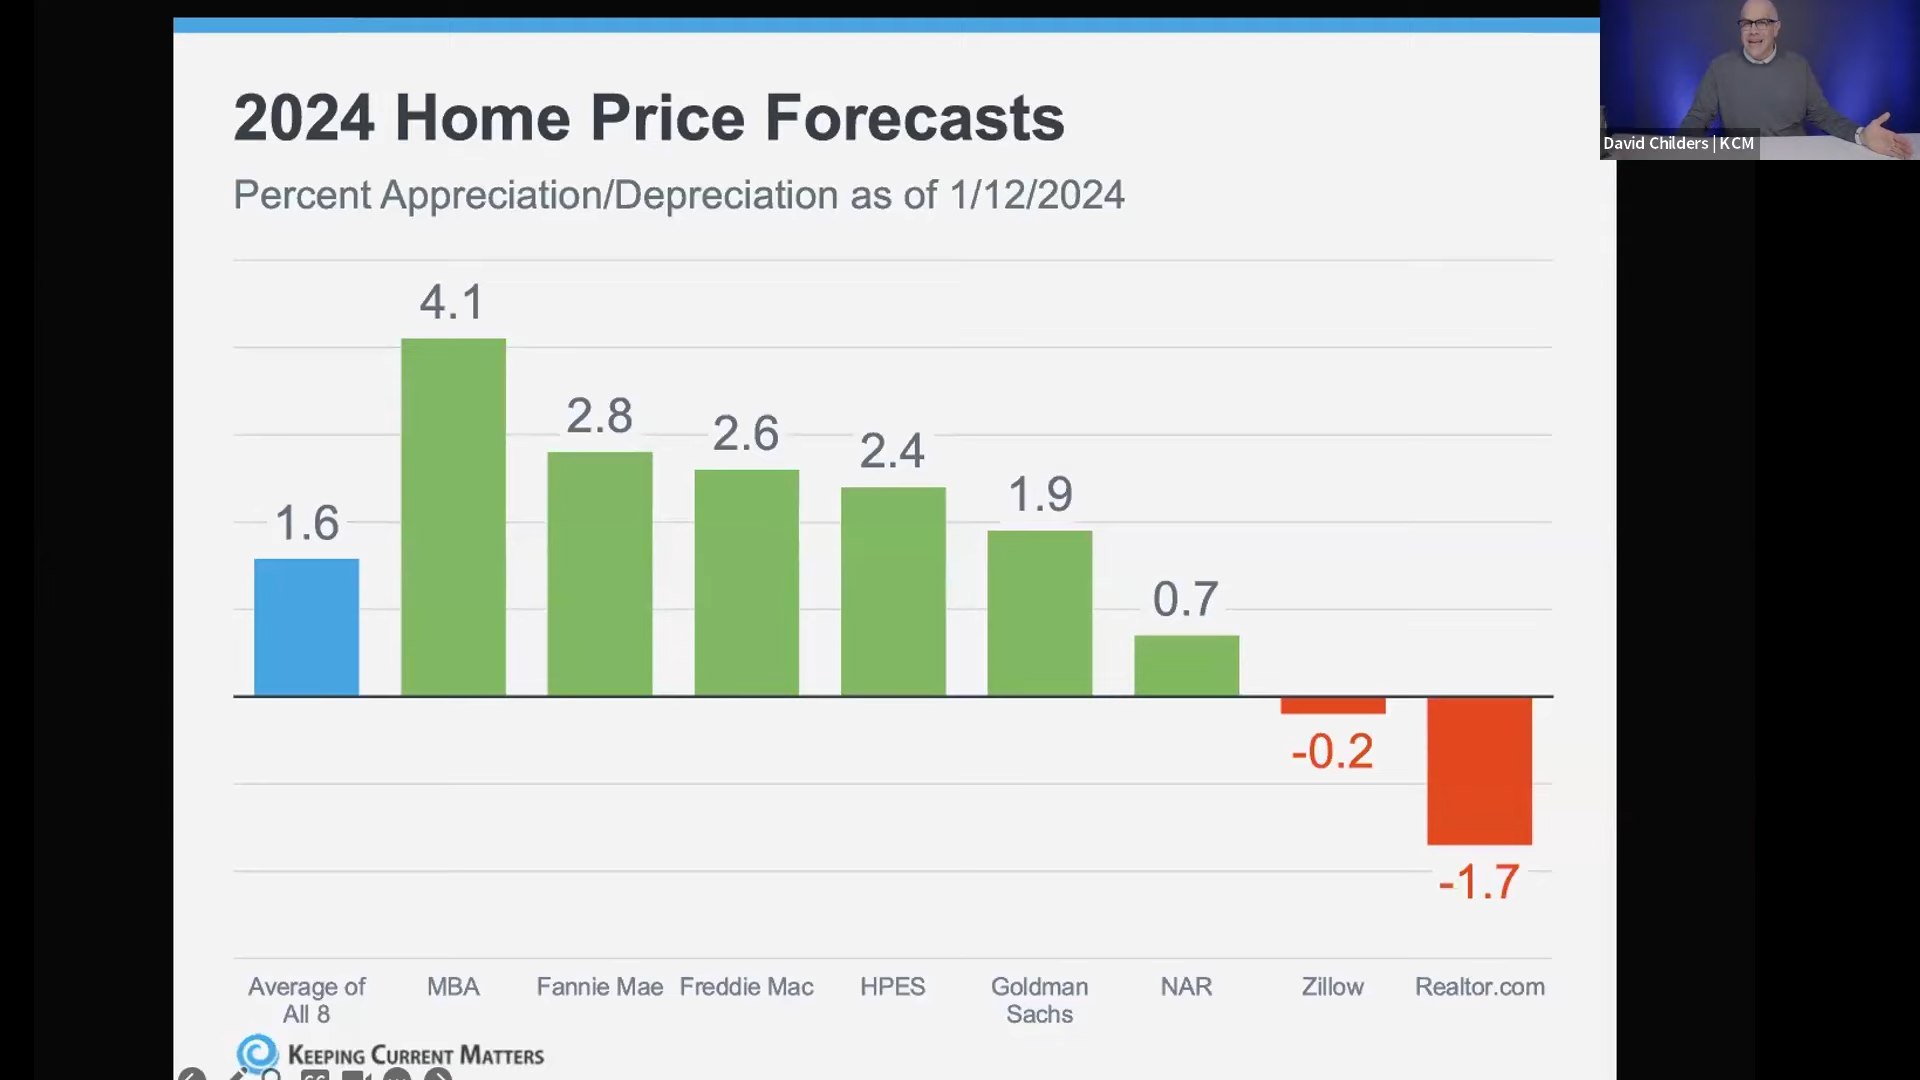 2024 Home Price Forecasts
Percent Appreciation/Depreciation as of 1/12/2024
David Childers | KCM
1.6
4.1
2.8
2.6
2.4
1.9
0.7
-0.2
-1.7
Average of
All 8
MBA
Fannie Mae
Freddie Mac
HPES
Goldman
Sachs
NAR
Zillow
Realtor.com
KEEPING CURRENT MATTERS